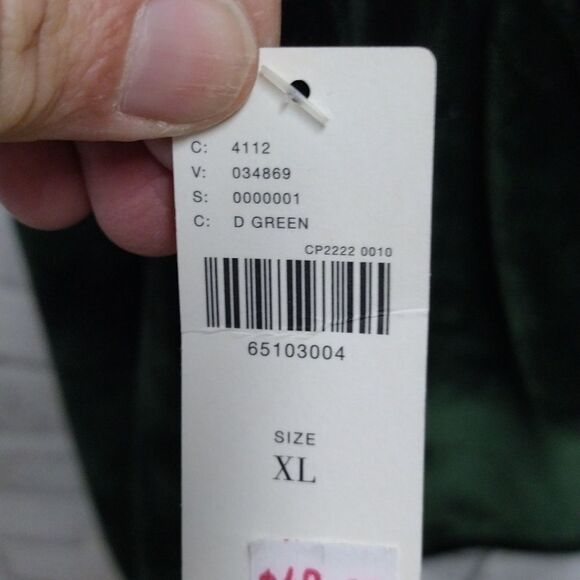 C: 4112
V: 034869
S: 0000001
C: D GREEN
CP2222 0010
65103004
SIZE
XL